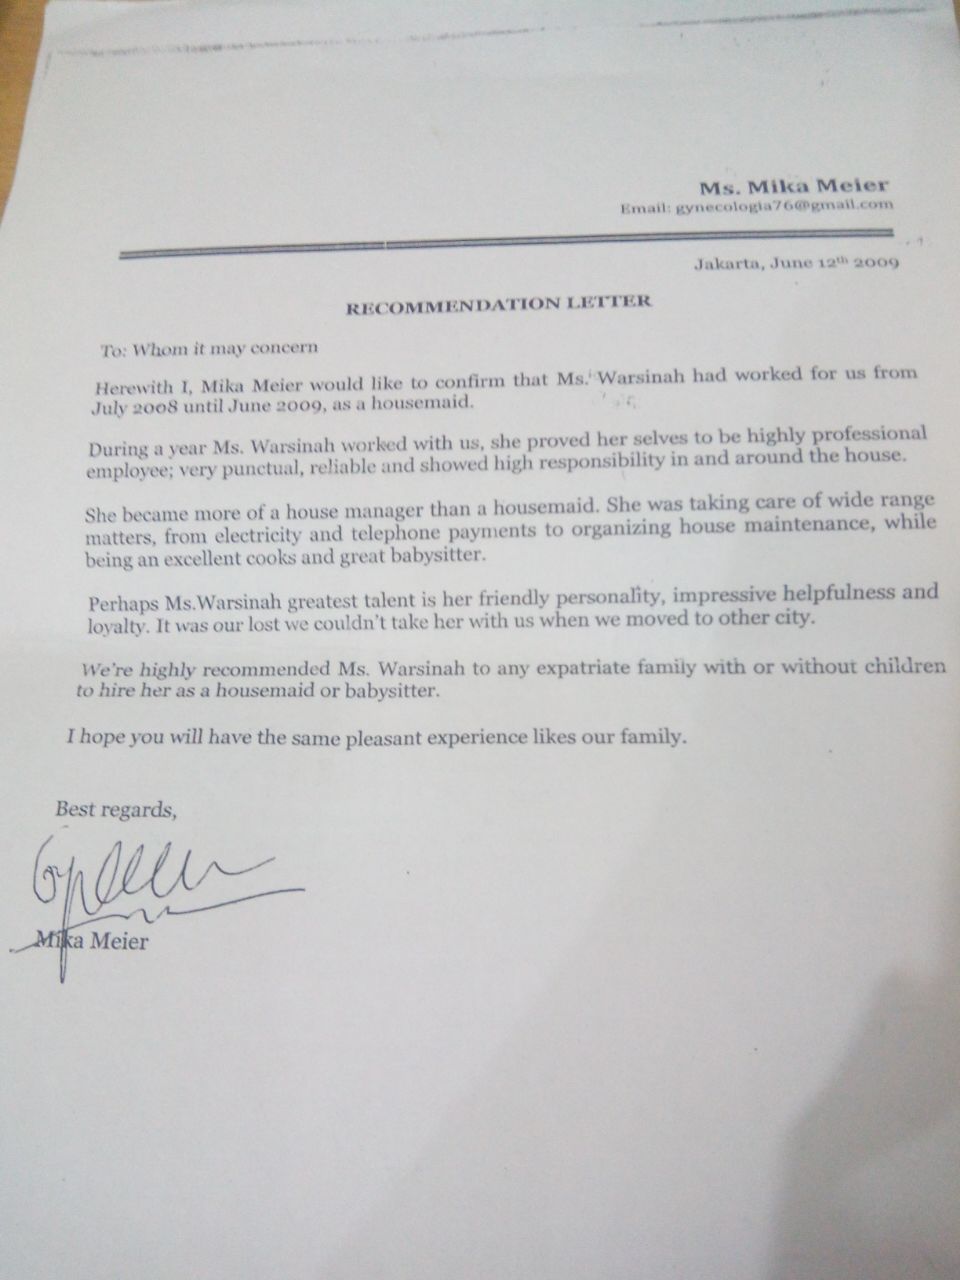 Ms. Mika Meier
Email: gynecologia76@gmail.com
Jakarta, June 12th 2009
RECOMMENDATION LETTER
To: Whom it may concern
Herewith I, Mika Meier would like to confirm that Ms. Warsinah had worked for us from
July 2008 until June 2009, as a housemaid.
During a year Ms. Warsinah worked with us, she proved her selves to be highly professional
employee; very punctual, reliable and showed high responsibility in and around the house.
She became more of a house manager than a housemaid. She was taking care of wide range
matters, from electricity and telephone payments to organizing house maintenance, while
being an excellent cooks and great babysitter.
Perhaps Ms.Warsinah greatest talent is her friendly personality, impressive helpfulness and
loyalty. It was our lost we couldn't take her with us when we moved to other city.
We're highly recommended Ms. Warsinah to any expatriate family with or without children
to hire her as a housemaid or babysitter.
I hope you will have the same pleasant experience likes our family.
Best regards,
Mika Meier